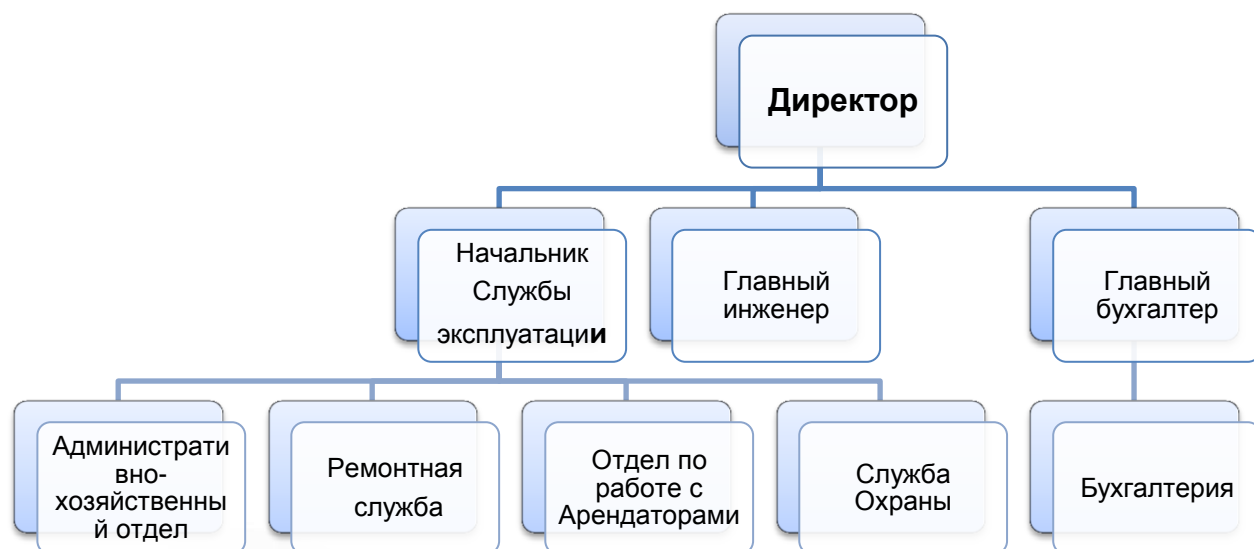 Директор
Начальник
Службы
эксплуатации
Главный
инженер
Главный
бухгалтер
Администрати
вно-
хозяйственны
й отдел
Ремонтная
служба
Отдел по
работе с
Арендаторами
Служба
Охраны
Бухгалтерия